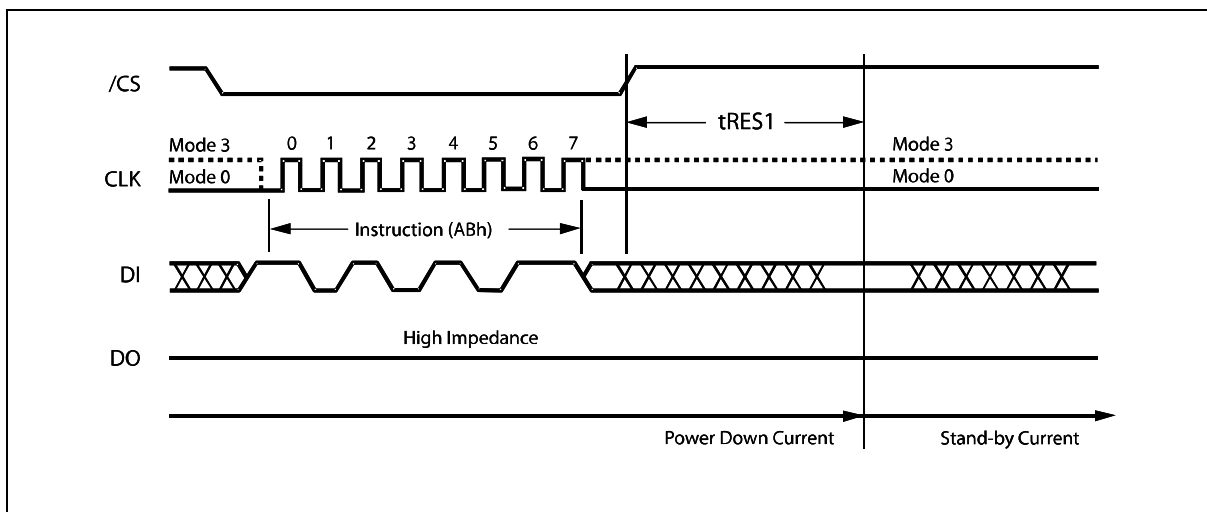 /CS
tRES1
Mode 3
0 1 2 3 4 5 6 7
Mode 3
CLK
Mode 0
Mode 0
Instruction (ABh)
DI
High Impedance
DO
Power Down Current
Stand-by Current